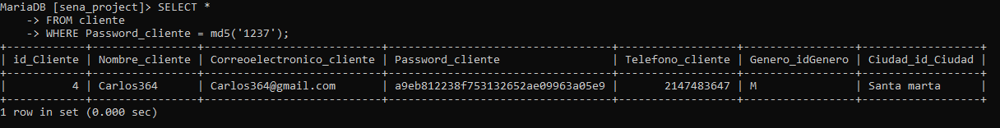 MariaDB [sena_project]> SELECT *
    -> FROM cliente
    -> WHERE Password_cliente = md5('1237');
+------------+----------------+---------------------------+----------------------------------+------------------+-----------------+------------------+
| id_Cliente | Nombre_cliente | Correoelectronico_cliente | Password_cliente                 | Telefono_cliente | Genero_idGenero | Ciudad_id_Ciudad |
+------------+----------------+---------------------------+----------------------------------+------------------+-----------------+------------------+
|          4 | Carlos364      | Carlos364@gmail.com       | a9eb812238f753132652ae09963a05e9 |       2147483647 | M               | Santa marta      |
+------------+----------------+---------------------------+----------------------------------+------------------+-----------------+------------------+
1 row in set (0.000 sec)